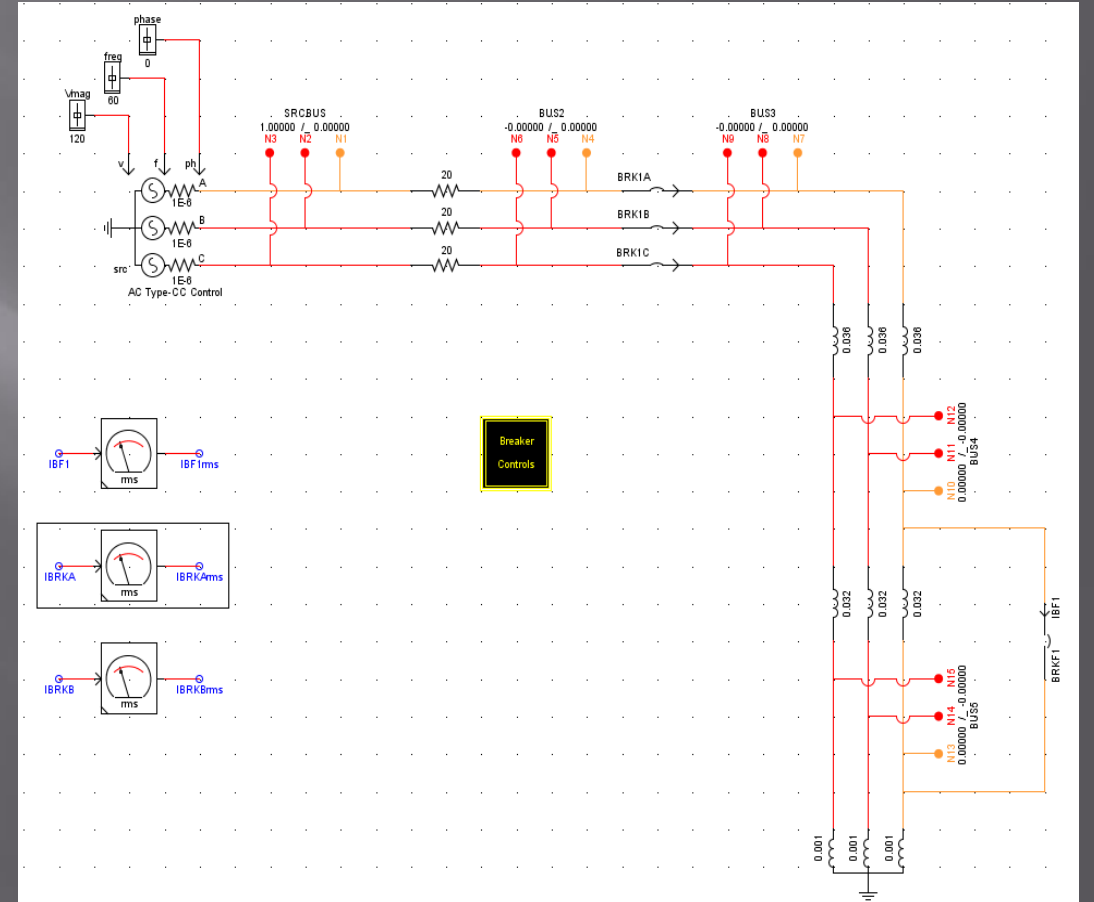 phase
0
freq
60
Vmag
120
SRCBUS
1.00000 /_ 0.00000
N3 N2 N1
BUS2
-0.00000 /_ 0.00000
N6 N5 N4
BUS3
-0.00000 /_ 0.00000
N9 N8 N7
v f ph
A
1E-6
20
BRK1A
B
1E-6
20
BRK1B
C
1E-6
20
BRK1C
src
AC Type-CC Control
0.036 0.036 0.036
N12
N11
N10
0.00000 /_ -0.00000
BUS4
IBF1
rms
IBF1rms
Breaker
Controls
IBRKA
rms
IBRKArms
0.032 0.032 0.032
IBF1
BRKF1
IBRKB
rms
IBRKBrms
N15
N14
N13
0.00000 /_ -0.00000
BUS5
0.001 0.001 0.001